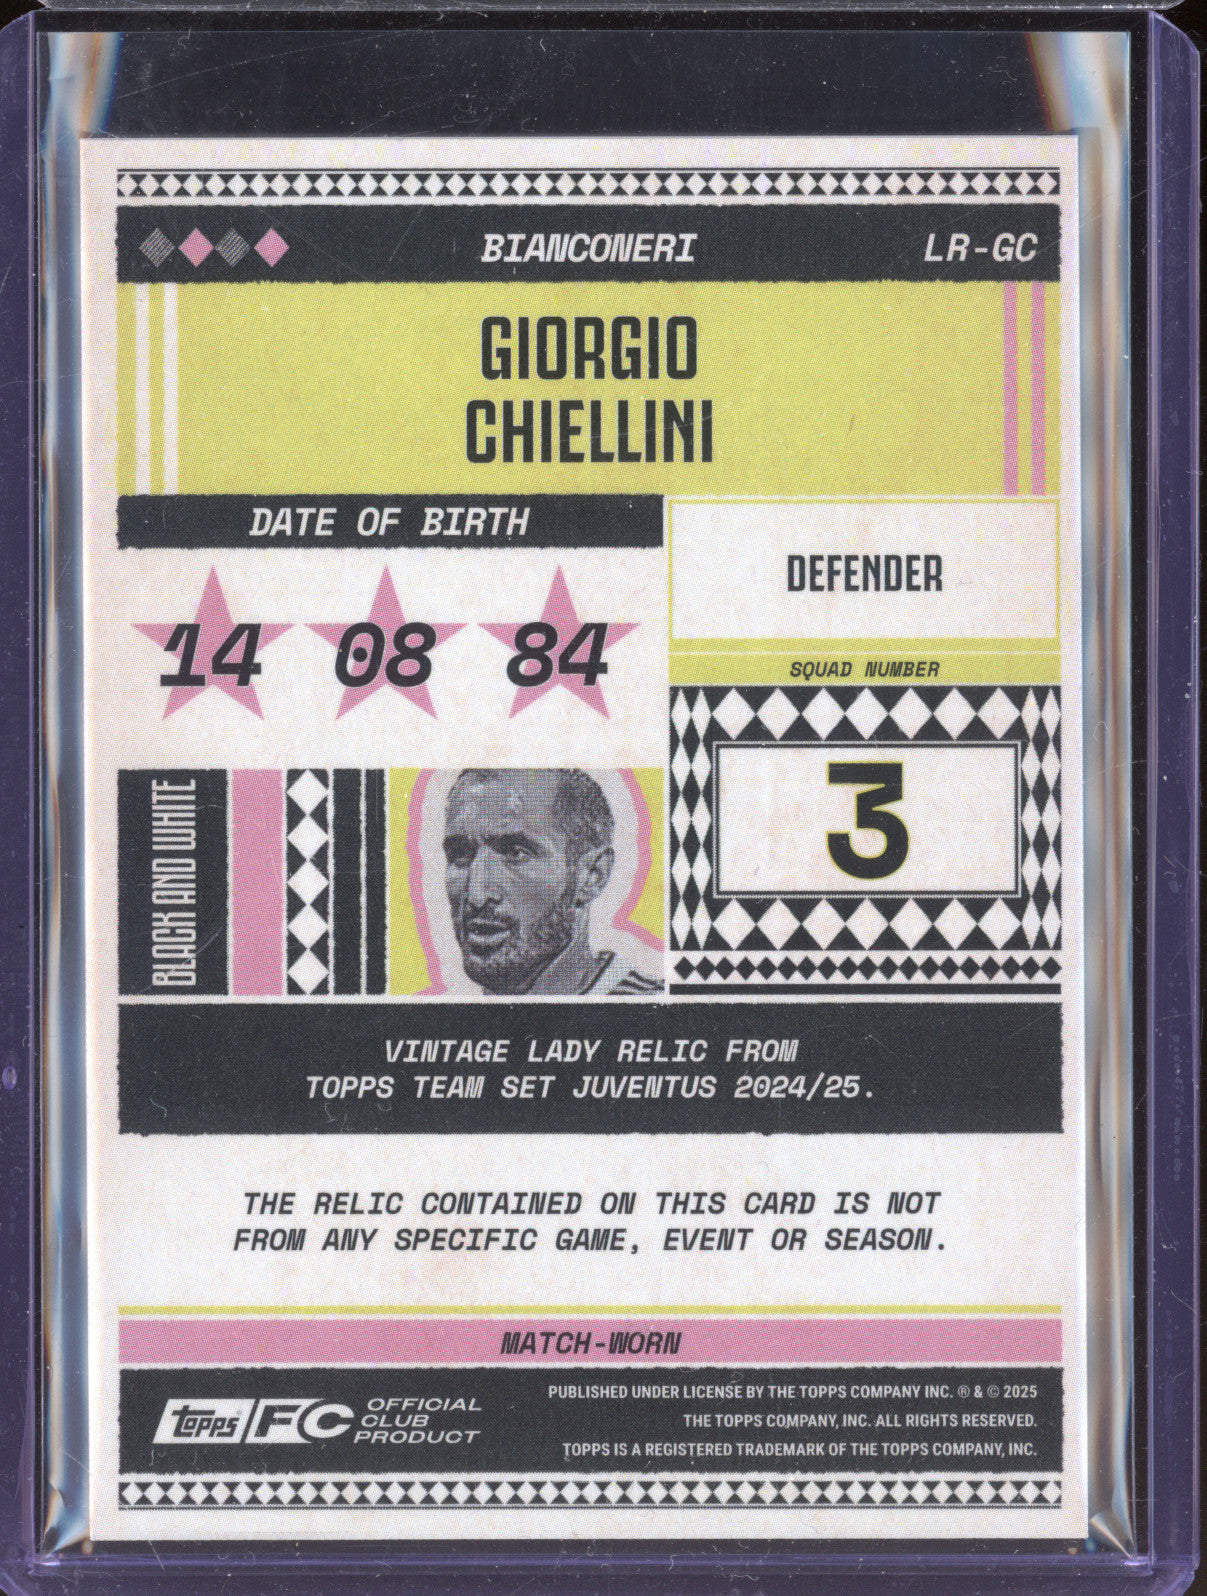 BIANCONERI
LR-GC
GIORGIO
CHIELLINI
DATE OF BIRTH
14 08 84
DEFENDER
SQUAD NUMBER
3
BLACK AND WHITE
VINTAGE LADY RELIC FROM
TOPPS TEAM SET JUVENTUS 2024/25.
THE RELIC CONTAINED ON THIS CARD IS NOT
FROM ANY SPECIFIC GAME, EVENT OR SEASON.
MATCH-WORN
topps FC
OFFICIAL
CLUB
PRODUCT
PUBLISHED UNDER LICENSE BY THE TOPPS COMPANY INC. ® & © 2025
THE TOPPS COMPANY, INC. ALL RIGHTS RESERVED.
TOPPS IS A REGISTERED TRADEMARK OF THE TOPPS COMPANY, INC.